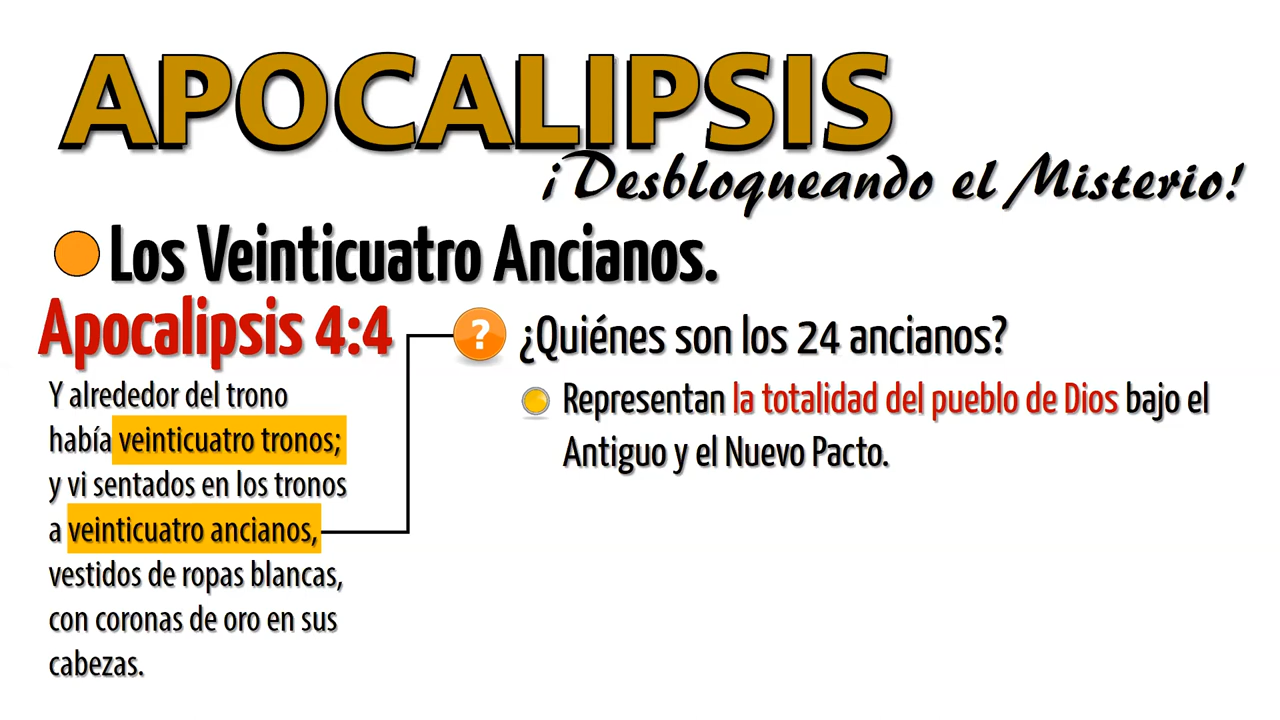 APOCALIPSIS
¡Desbloqueando el Misterio!
Los Veinticuatro Ancianos.
Apocalipsis 4:4
Y alrededor del trono
había veinticuatro tronos;
y vi sentados en los tronos
a veinticuatro ancianos,
vestidos de ropas blancas,
con coronas de oro en sus
cabezas.
?
¿Quiénes son los 24 ancianos?
Representan la totalidad del pueblo de Dios bajo el
Antiguo y el Nuevo Pacto.